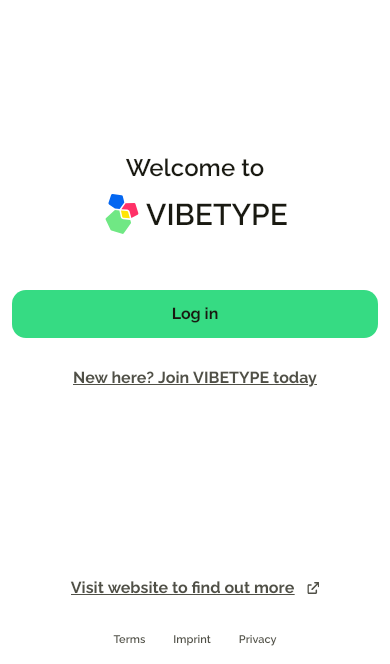 Welcome to
VIBETYPE
Log in
New here? Join VIBETYPE today
Visit website to find out more
Terms Imprint Privacy